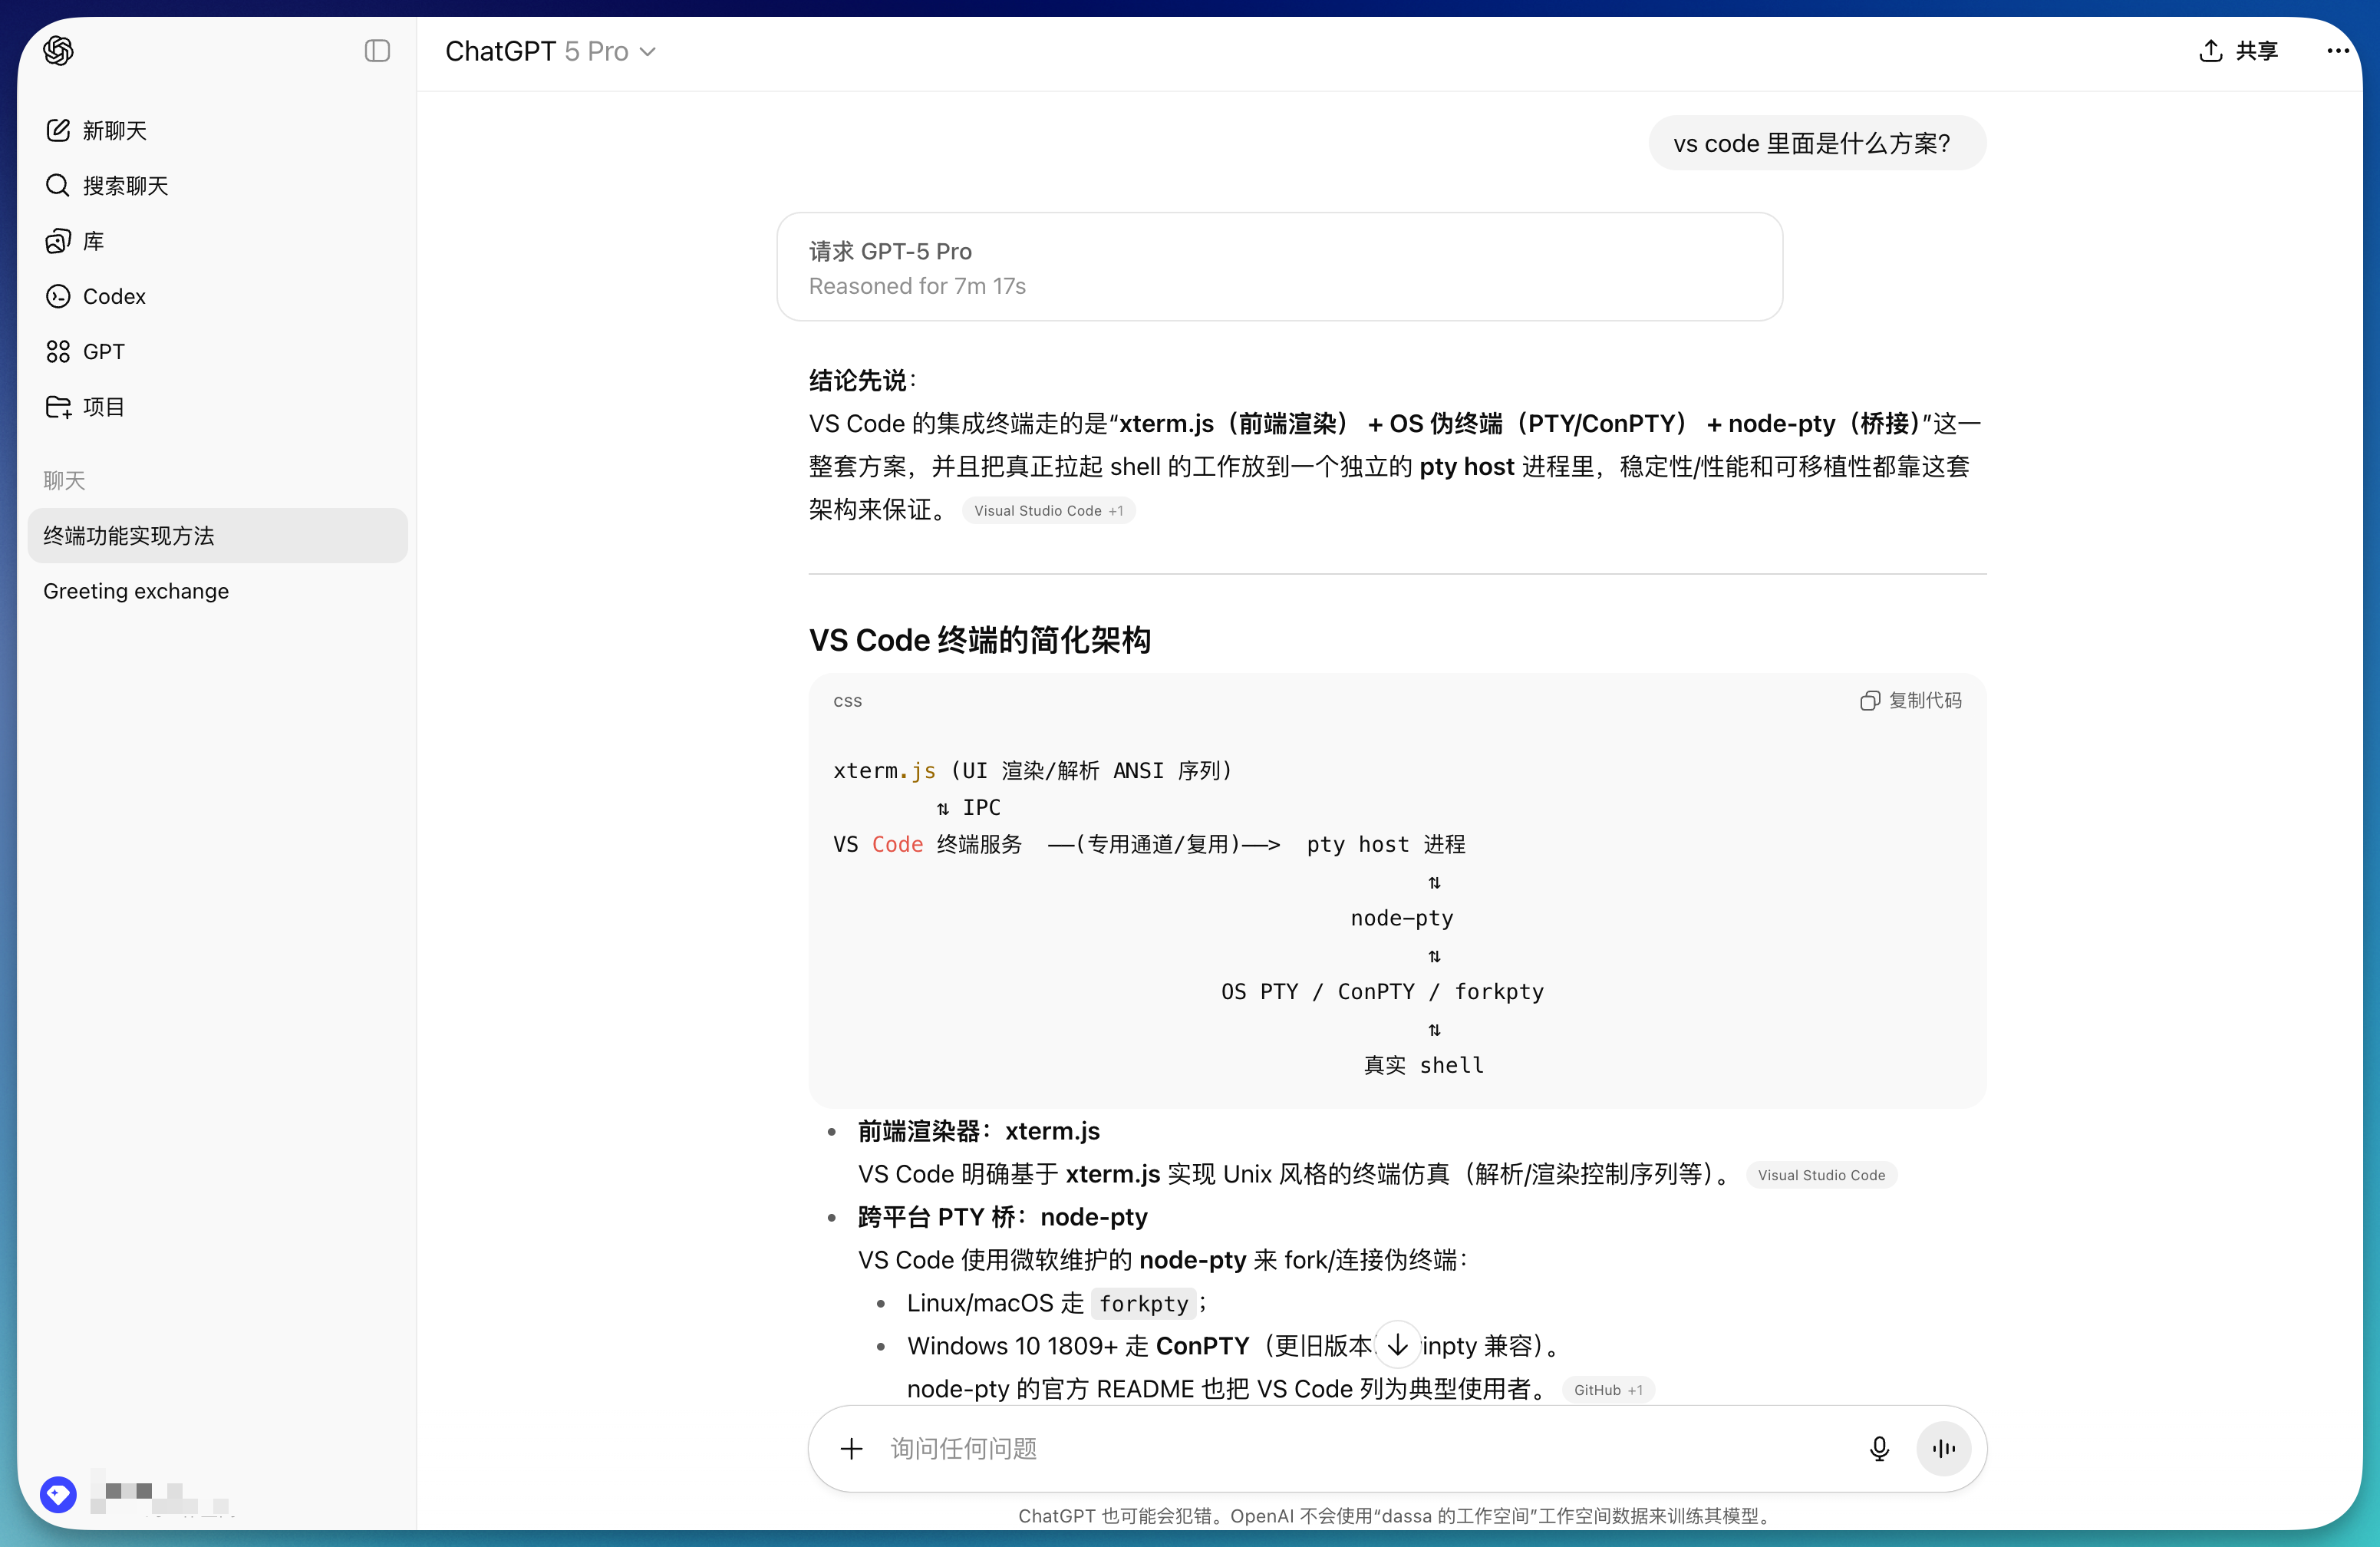 ChatGPT 5 Pro
共享
新聊天
搜索聊天
库
Codex
GPT
项目
聊天
终端功能实现方法
Greeting exchange
vs code 里面是什么方案?
请求 GPT-5 Pro
Reasoned for 7m 17s
结论先说：
VS Code 的集成终端走的是“xterm.js（前端渲染） + OS 伪终端（PTY/ConPTY） + node-pty（桥接）”这一
整套方案，并且把真正拉起 shell 的工作放到一个独立的 pty host 进程里，稳定性/性能和可移植性都靠这套
架构来保证。 Visual Studio Code +1
VS Code 终端的简化架构
css
复制代码
xterm.js (UI 渲染/解析 ANSI 序列)
⇅ IPC
VS Code 终端服务 ——(专用通道/复用)——> pty host 进程
⇅
node-pty
⇅
OS PTY / ConPTY / forkpty
⇅
真实 shell
前端渲染器：xterm.js
VS Code 明确基于 xterm.js 实现 Unix 风格的终端仿真（解析/渲染控制序列等）。 Visual Studio Code
跨平台 PTY 桥：node-pty
VS Code 使用微软维护的 node-pty 来 fork/连接伪终端：
Linux/macOS 走 forkpty；
Windows 10 1809+ 走 ConPTY（更旧版本 inpty 兼容）。
node-pty 的官方 README 也把 VS Code 列为典型使用者。 GitHub +1
询问任何问题
ChatGPT 也可能会犯错。OpenAI 不会使用“dassa 的工作空间”工作空间数据来训练其模型。